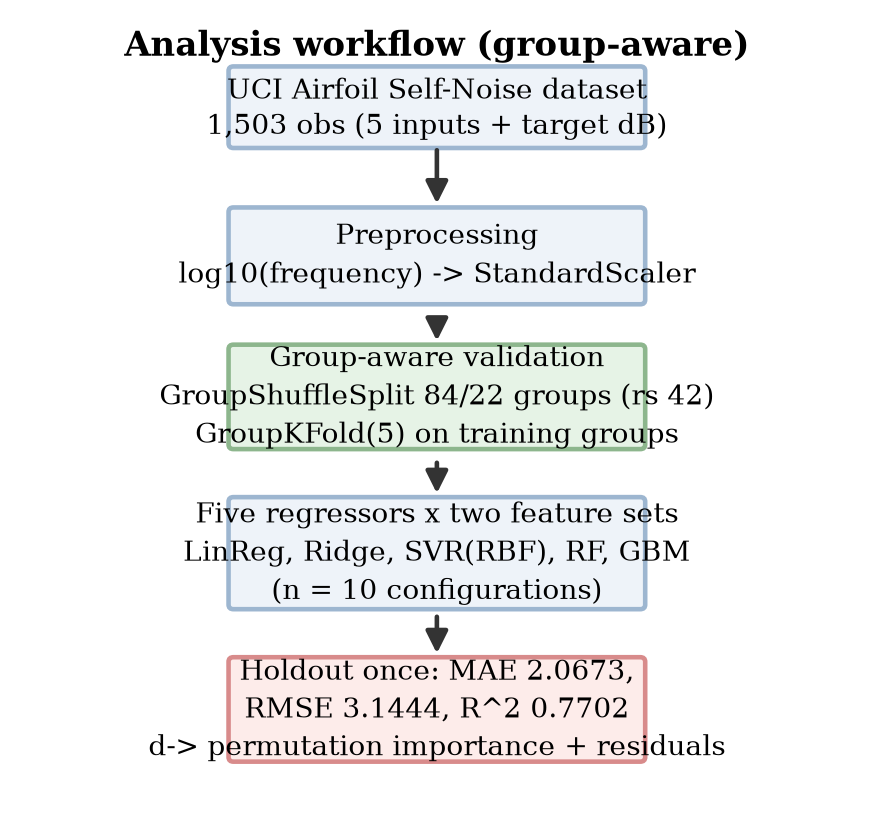 Analysis workflow (group-aware)
UCI Airfoil Self-Noise dataset
1,503 obs (5 inputs + target dB)
Preprocessing
log10(frequency) -> StandardScaler
Group-aware validation
GroupShuffleSplit 84/22 groups (rs 42)
GroupKFold(5) on training groups
Five regressors x two feature sets
LinReg, Ridge, SVR(RBF), RF, GBM
(n = 10 configurations)
Holdout once: MAE 2.0673,
RMSE 3.1444, R^2 0.7702
d-> permutation importance + residuals